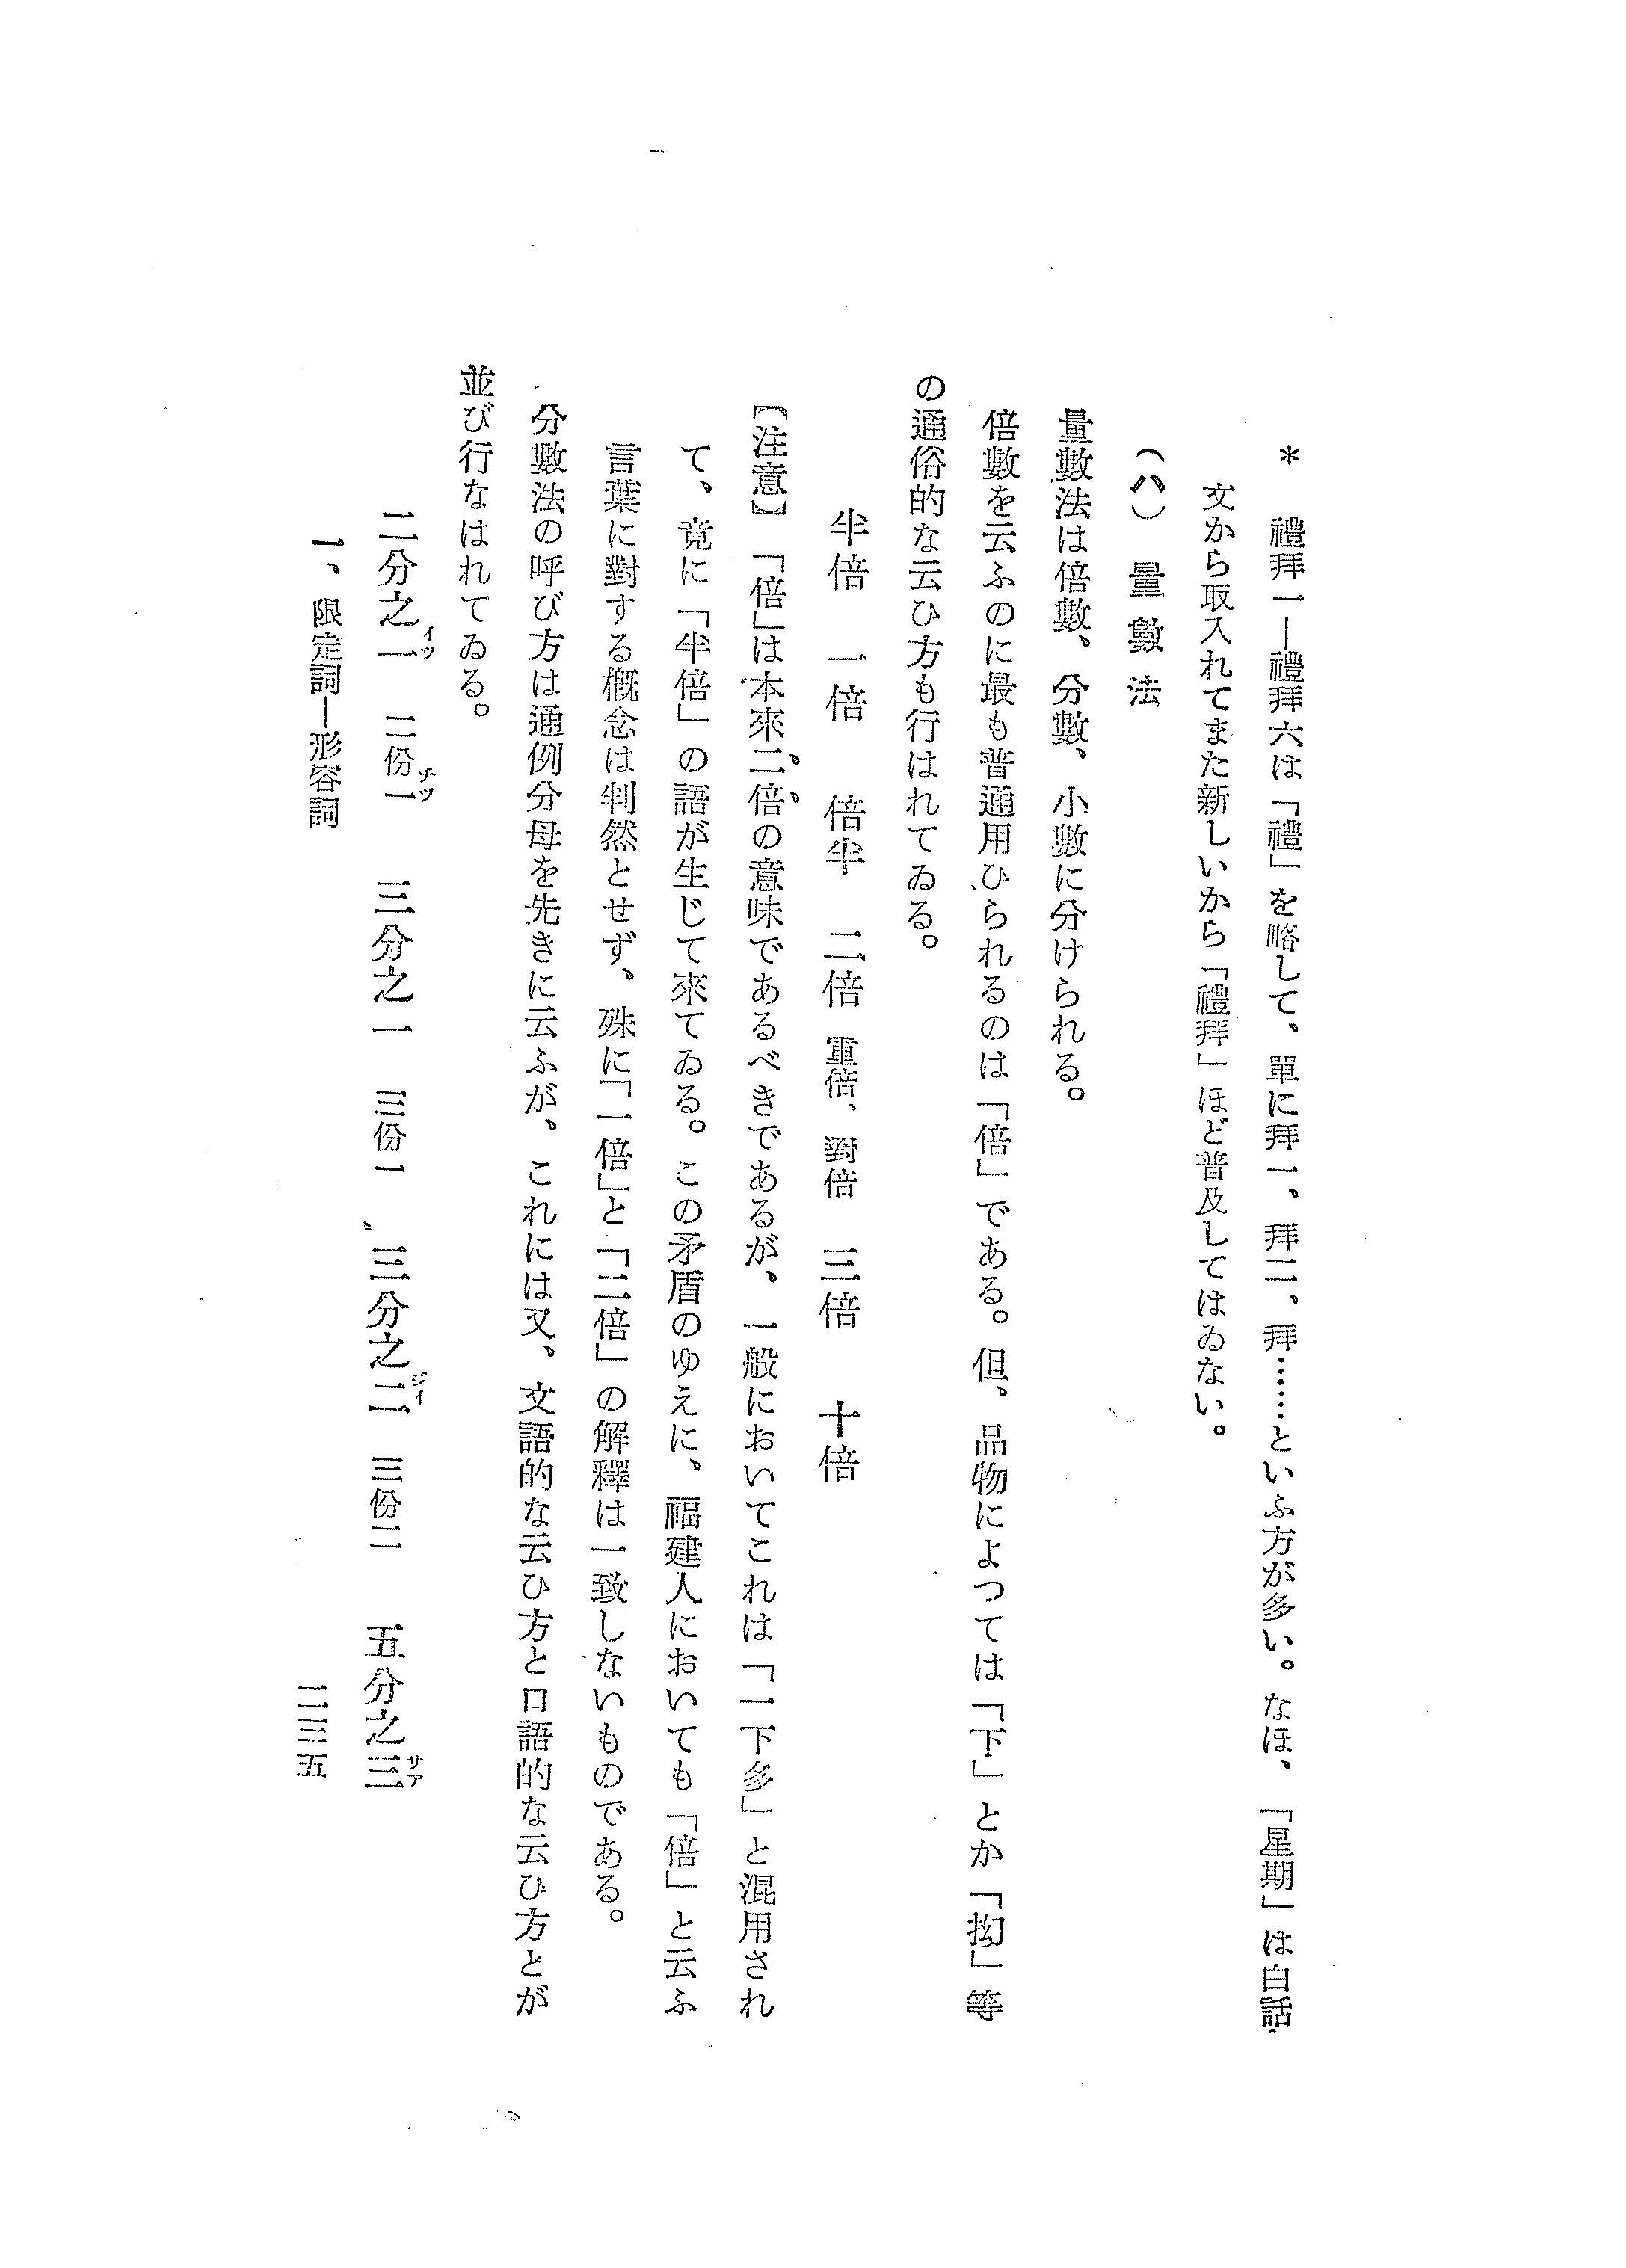 ＊　禮拜一—禮拜六は「禮」を略して、單に拜一、拜二、拜……といふ方が多い。なほ、「星期」は白話
文から取入れてまた新しいから「禮拜」ほど普及してはゐない。
（八）　量數法
量數法は倍數、分數、小數に分けられる。
倍數を云ふのに最も普通用ひられるのは「倍」である。但、品物によつては「下」とか「拗」等
の通俗的な云ひ方も行はれてゐる。
半倍　一倍　倍半　二倍　重倍、對倍　三倍　十倍
【注意】「倍」は本來二倍の意味であるべきであるが、一般においてこれは「一下多」と混用され
て、竟に「半倍」の語が生じて來てゐる。この矛盾のゆえに、福建人においても「倍」と云ふ
言葉に對する概念は判然とせず、殊に「一倍」と「二倍」の解釋は一致しないものである。
分數法の呼び方は通例分母を先きに云ふが、これには又、文語的な云ひ方と口語的な云ひ方とが
並び行なはれてゐる。
二分之一イツ　二份一チツ　三分之一　三份一　三分之二ジイ　三份二　五分之三サア
一、限定詞—形容詞
二三五